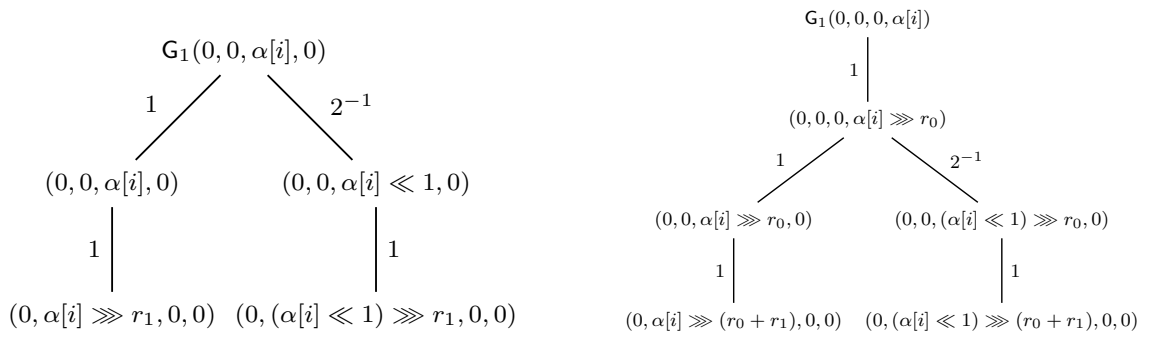 G₁(0, 0, α[i], 0)
1
2⁻¹
(0, 0, α[i], 0)
(0, 0, α[i] ≪ 1, 0)
1
1
(0, α[i] ⋙ r₁, 0, 0)
(0, (α[i] ≪ 1) ⋙ r₁, 0, 0)
G₁(0, 0, 0, α[i])
1
(0, 0, 0, α[i] ⋙ r₀)
1
2⁻¹
(0, 0, α[i] ⋙ r₀, 0)
(0, 0, (α[i] ≪ 1) ⋙ r₀, 0)
1
1
(0, α[i] ⋙ (r₀ + r₁), 0, 0)
(0, (α[i] ≪ 1) ⋙ (r₀ + r₁), 0, 0)